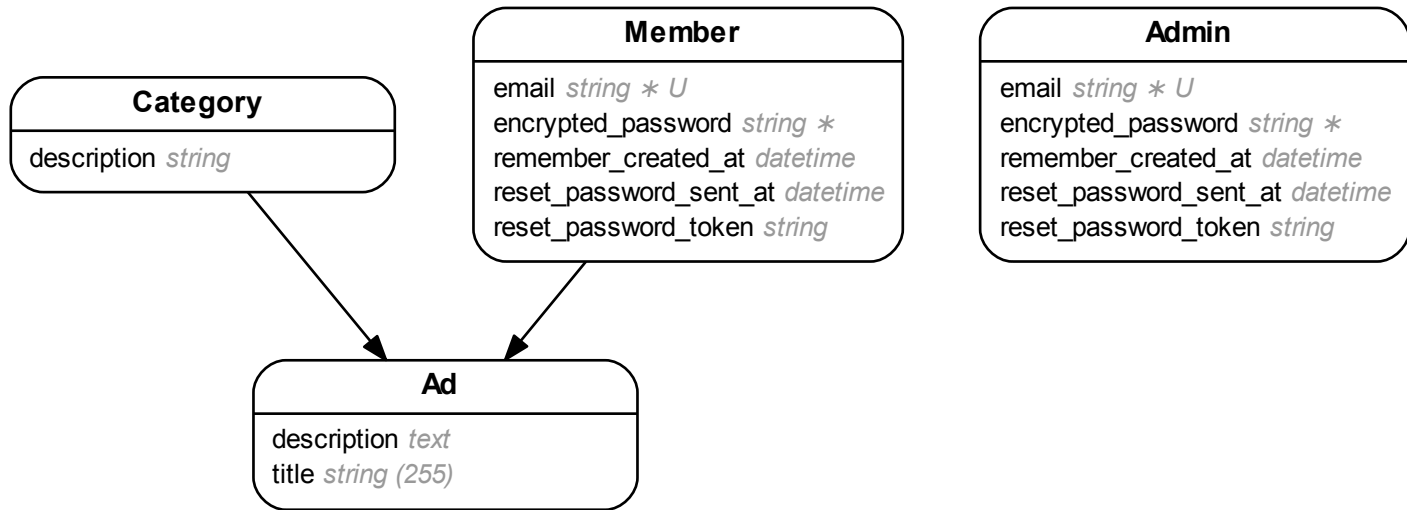 Category
description string
Member
email string ∗ U
encrypted_password string ∗
remember_created_at datetime
reset_password_sent_at datetime
reset_password_token string
Admin
email string ∗ U
encrypted_password string ∗
remember_created_at datetime
reset_password_sent_at datetime
reset_password_token string
Ad
description text
title string (255)